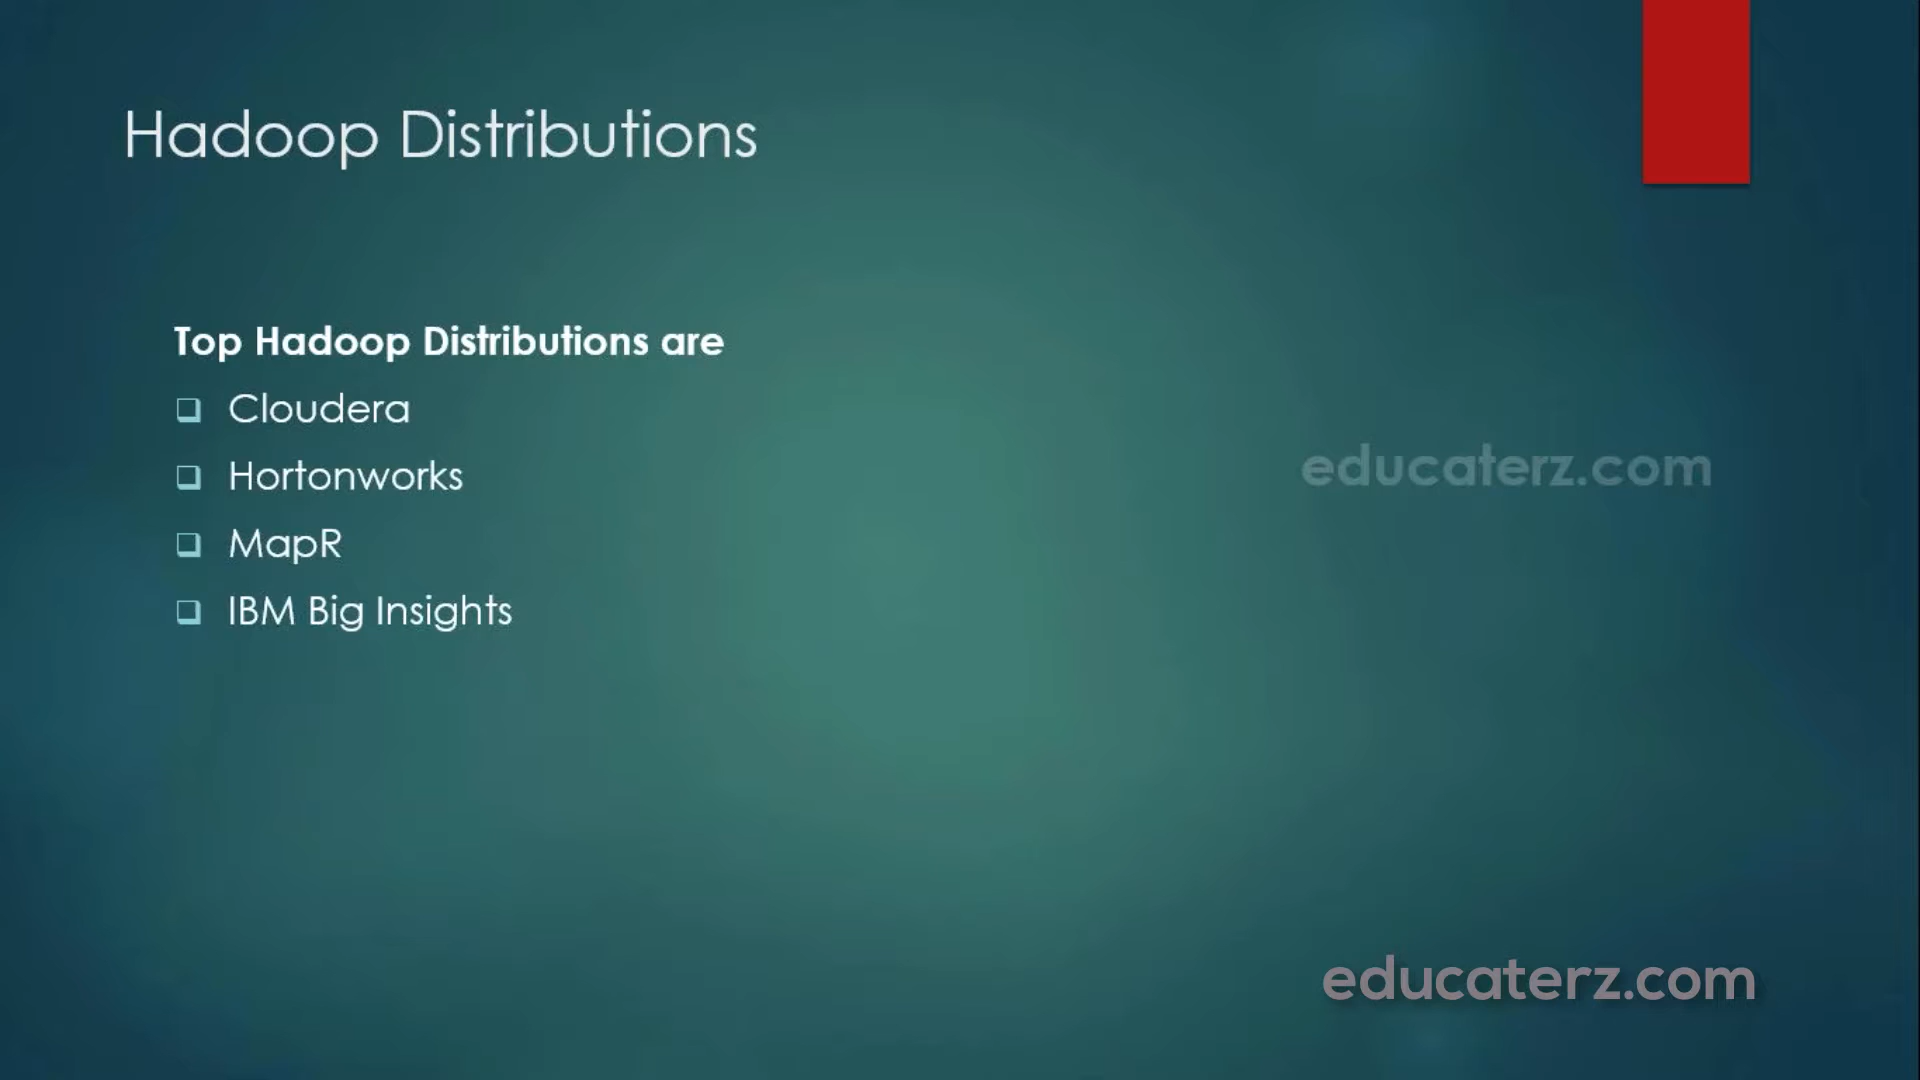 Hadoop Distributions
Top Hadoop Distributions are
Cloudera
Hortonworks
MapR
IBM Big Insights
educaterz.com
educaterz.com